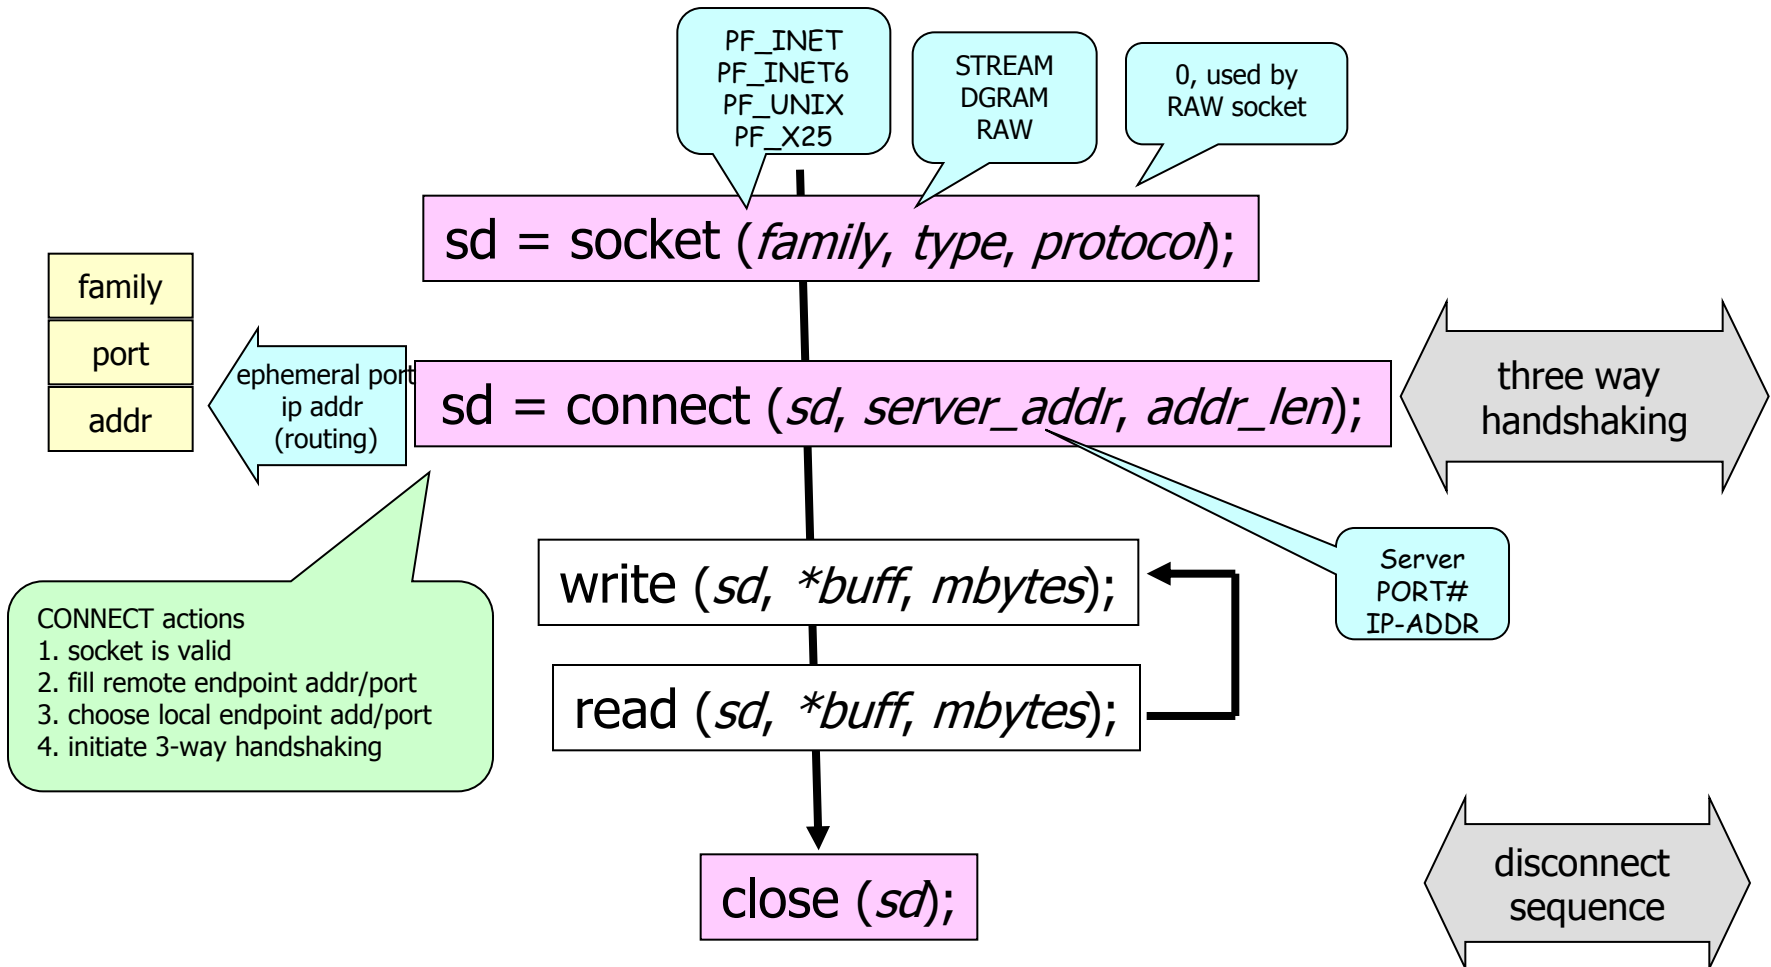 PF_INET
PF_INET6
PF_UNIX
PF_X25
STREAM
DGRAM
RAW
0, used by
RAW socket
sd = socket (family, type, protocol);
family
port
addr
ephemeral port
ip addr
(routing)
sd = connect (sd, server_addr, addr_len);
three way
handshaking
Server
PORT#
IP-ADDR
CONNECT actions
1. socket is valid
2. fill remote endpoint addr/port
3. choose local endpoint add/port
4. initiate 3-way handshaking
write (sd, *buff, mbytes);
read (sd, *buff, mbytes);
close (sd);
disconnect
sequence